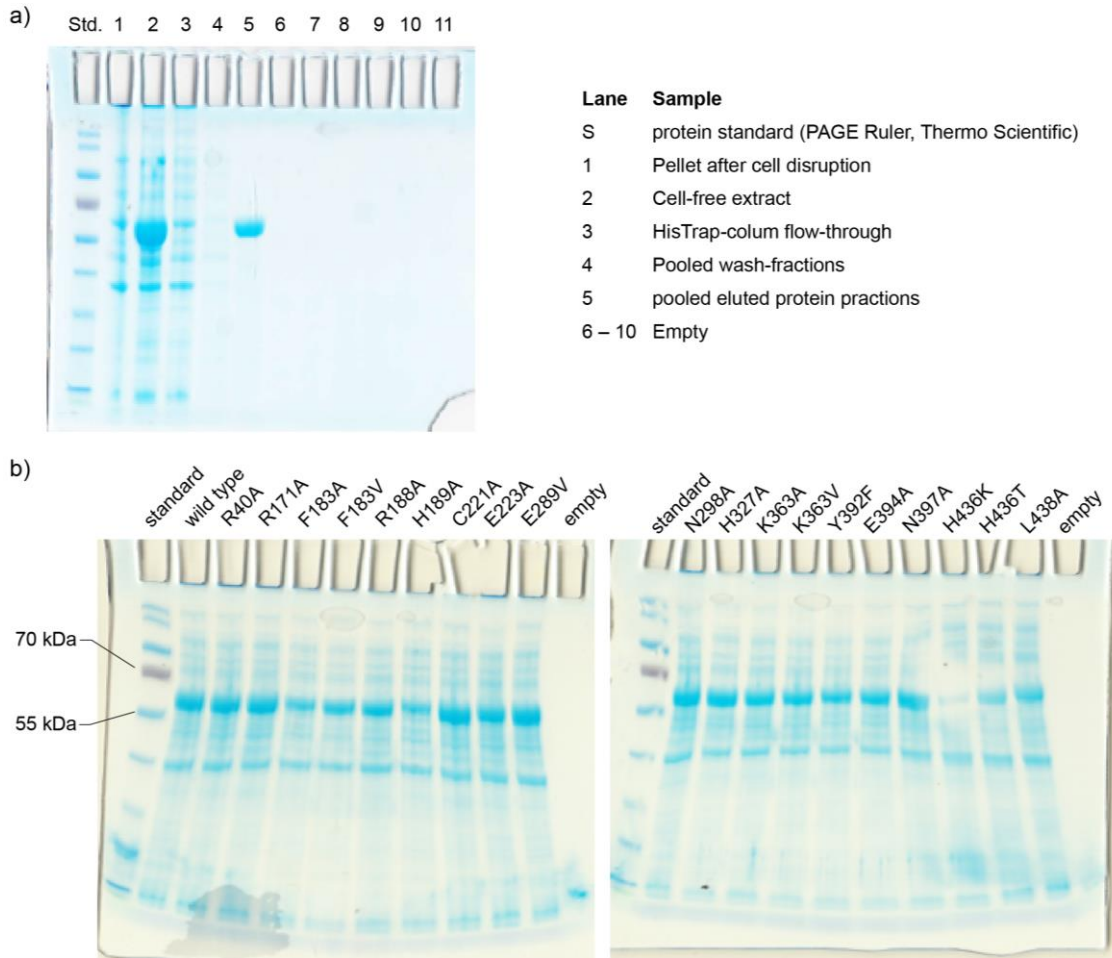 a)
Std. 1 2 3 4 5 6 7 8 9 10 11
Lane Sample
S protein standard (PAGE Ruler, Thermo Scientific)
1 Pellet after cell disruption
2 Cell-free extract
3 HisTrap-colum flow-through
4 Pooled wash-fractions
5 pooled eluted protein practions
6 – 10 Empty
b)
standard wild type R40A R171A F183A F183V R188A H189A C221A E223A E289V empty
standard N298A H327A K363A K363V Y392F E394A N397A H436K H436T L438A empty
70 kDa
55 kDa